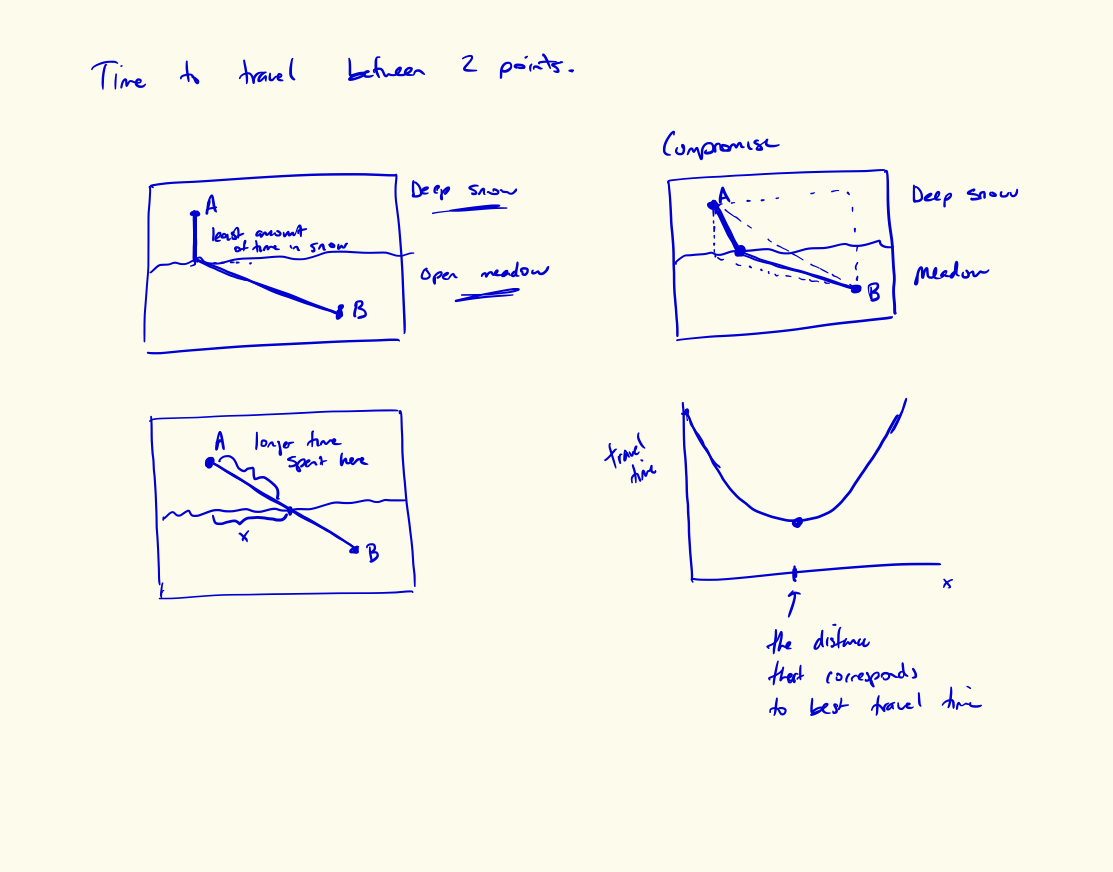 Time to travel between 2 points.
A
least amount
of time in snow
B
Deep snow
Open meadow
Compromise
A
B
Deep snow
Meadow
A
longer time
spent here
x
B
travel
time
x
the distance
that corresponds
to best travel time